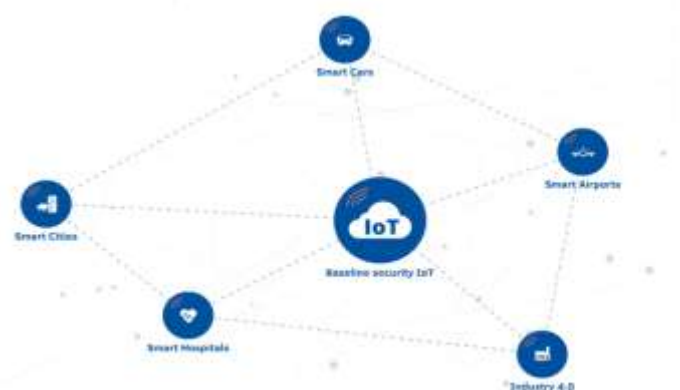 Smart Cars
Smart Airports
IoT
Smart Cities
Baseline security IoT
Smart Hospitals
Industry 4.0